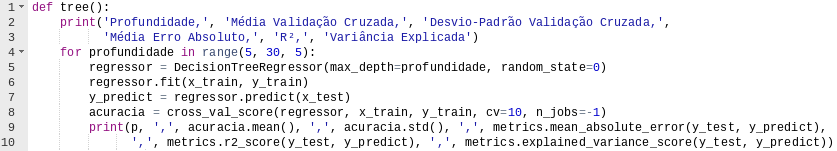 1 def tree():
2     print('Profundidade,', 'Média Validação Cruzada,', 'Desvio-Padrão Validação Cruzada,',
3           'Média Erro Absoluto,', 'R²,', 'Variância Explicada')
4     for profundidade in range(5, 30, 5):
5         regressor = DecisionTreeRegressor(max_depth=profundidade, random_state=0)
6         regressor.fit(x_train, y_train)
7         y_predict = regressor.predict(x_test)
8         acuracia = cross_val_score(regressor, x_train, y_train, cv=10, n_jobs=-1)
9         print(p, ',', acuracia.mean(), ',', acuracia.std(), ',', metrics.mean_absolute_error(y_test, y_predict),
10               ',', metrics.r2_score(y_test, y_predict), ',', metrics.explained_variance_score(y_test, y_predict))